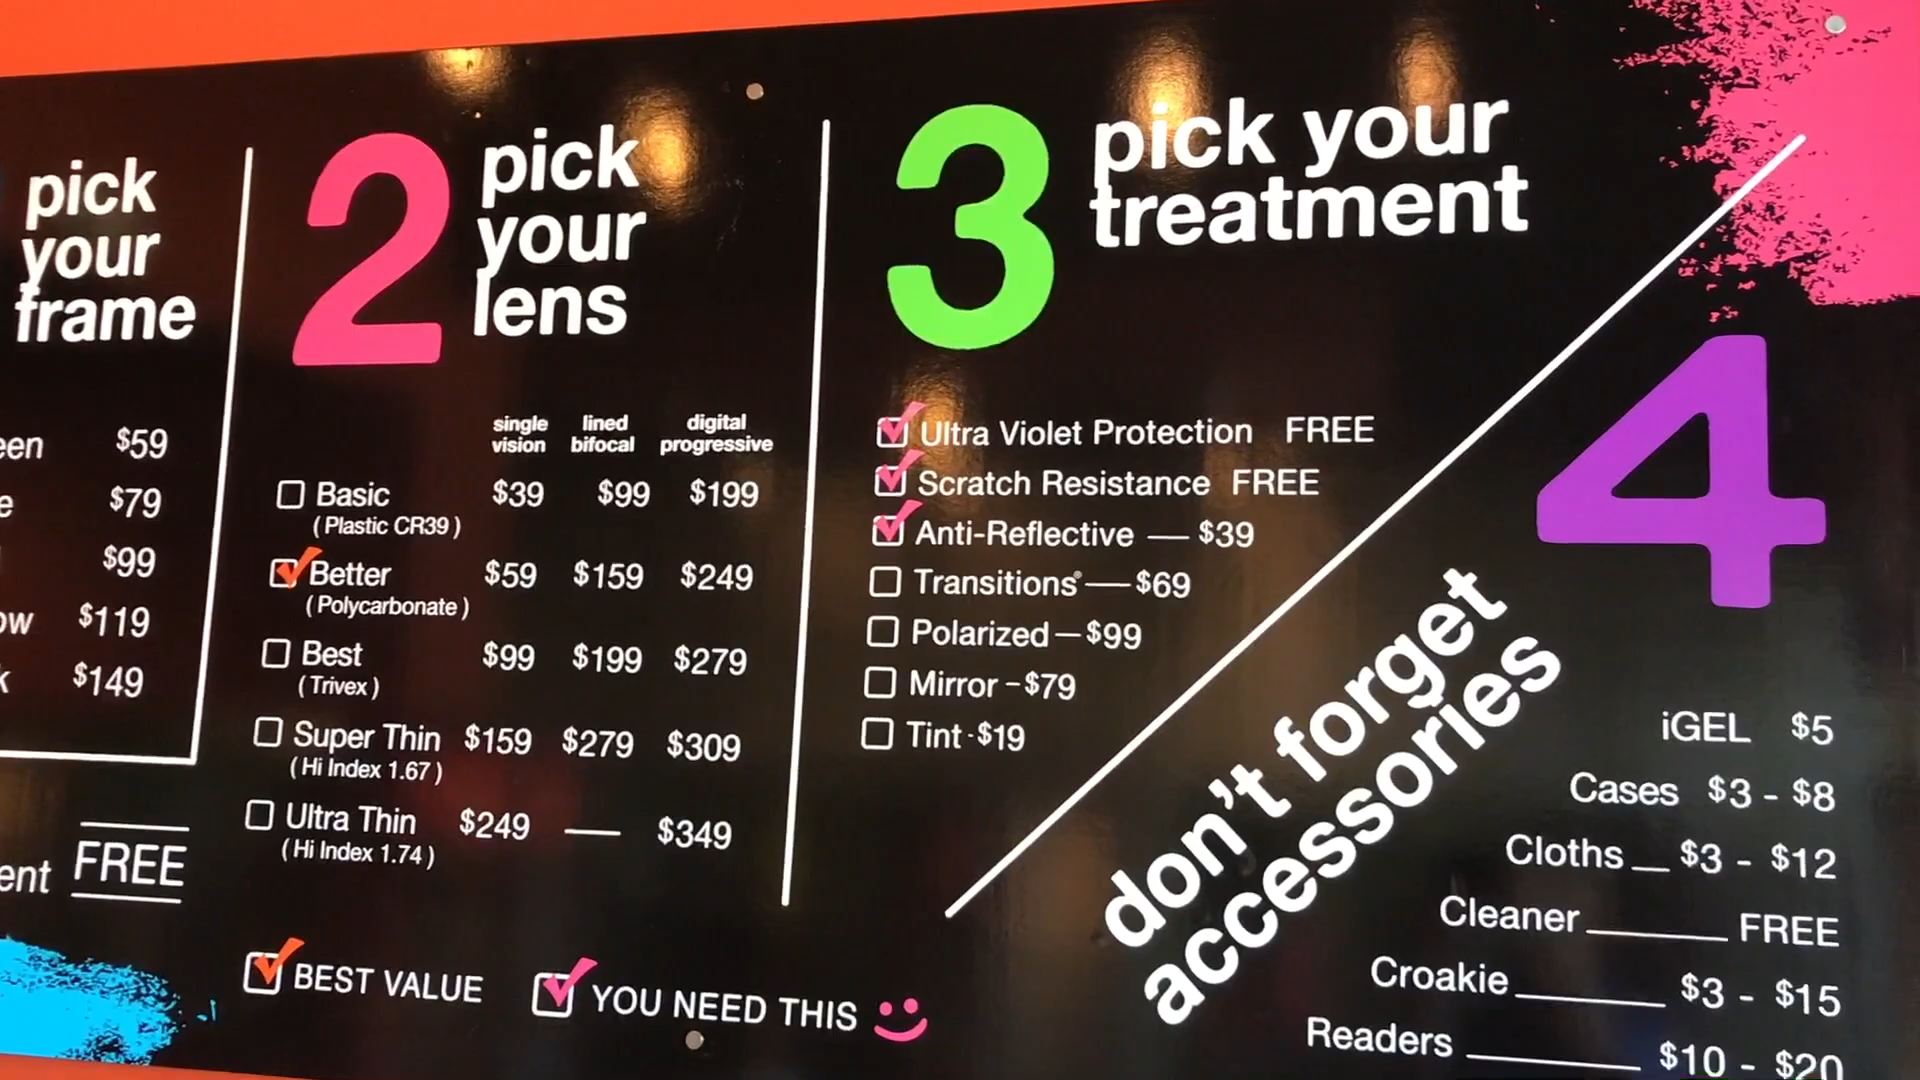 pick
your
frame
$59
$79
$99
$119
$149
FREE
2
pick
your
lens
single vision
lined bifocal
digital progressive
Basic $39 $99 $199
(Plastic CR39)
Better $59 $159 $249
(Polycarbonate)
Best $99 $199 $279
(Trivex)
Super Thin $159 $279 $309
(Hi Index 1.67)
Ultra Thin $249 — $349
(Hi Index 1.74)
BEST VALUE
YOU NEED THIS
3
pick your
treatment
Ultra Violet Protection FREE
Scratch Resistance FREE
Anti-Reflective — $39
Transitions® — $69
Polarized — $99
Mirror - $79
Tint - $19
4
don't forget
accessories
iGEL $5
Cases $3 - $8
Cloths __ $3 - $12
Cleaner ______ FREE
Croakie ______ $3 - $15
Readers ______ $10 - $20